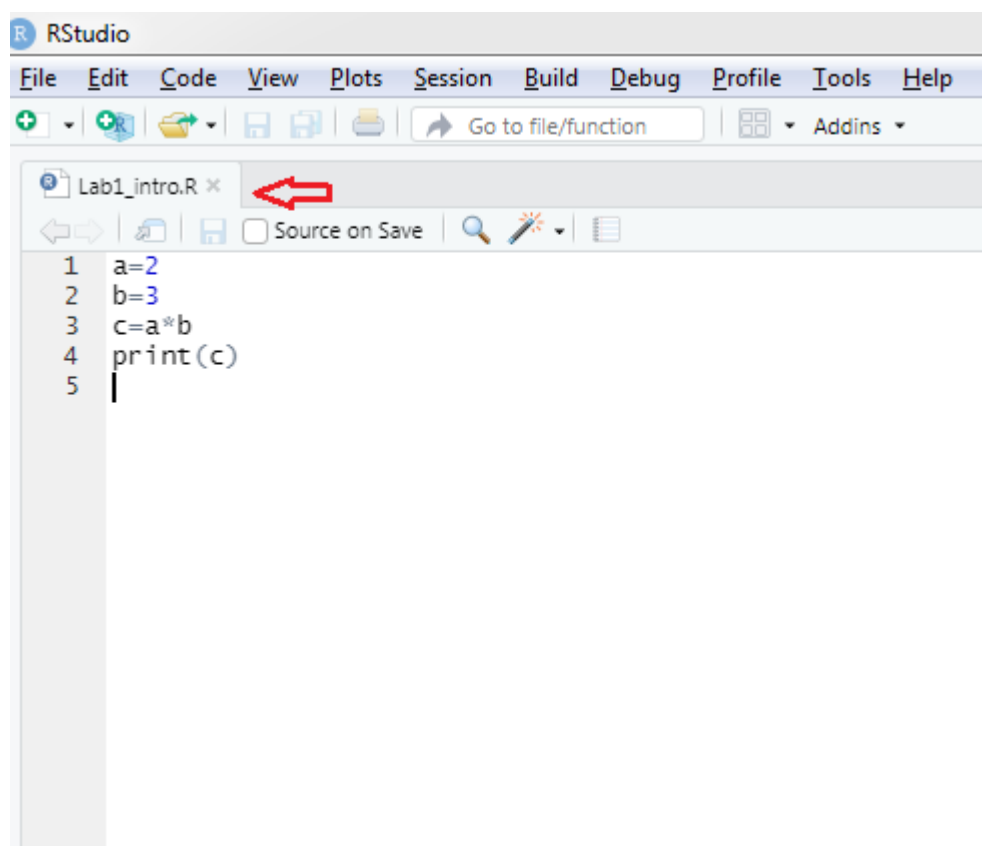 RStudio
File Edit Code View Plots Session Build Debug Profile Tools Help
Go to file/function Addins
Lab1_intro.R
Source on Save
1 a=2
2 b=3
3 c=a*b
4 print(c)
5